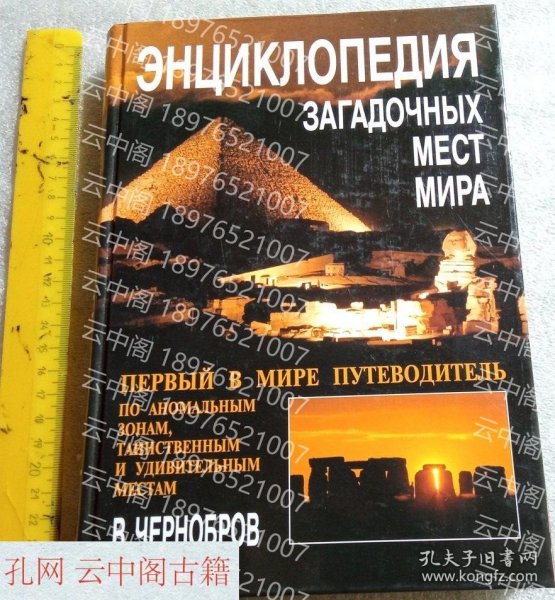 ЭНЦИКЛОПЕДИЯ
ЗАГАДОЧНЫХ
МЕСТ
МИРА
ПЕРВЫЙ В МИРЕ ПУТЕВОДИТЕЛЬ
ПО АНОМАЛЬНЫМ
ЗОНАМ,
ТАИНСТВЕННЫМ
И УДИВИТЕЛЬНЫМ
МЕСТАМ
В. ЧЕРНОБРОВ
云中阁 18976521007
孔网 云中阁古籍
孔夫子旧书网
www.kongfz.com